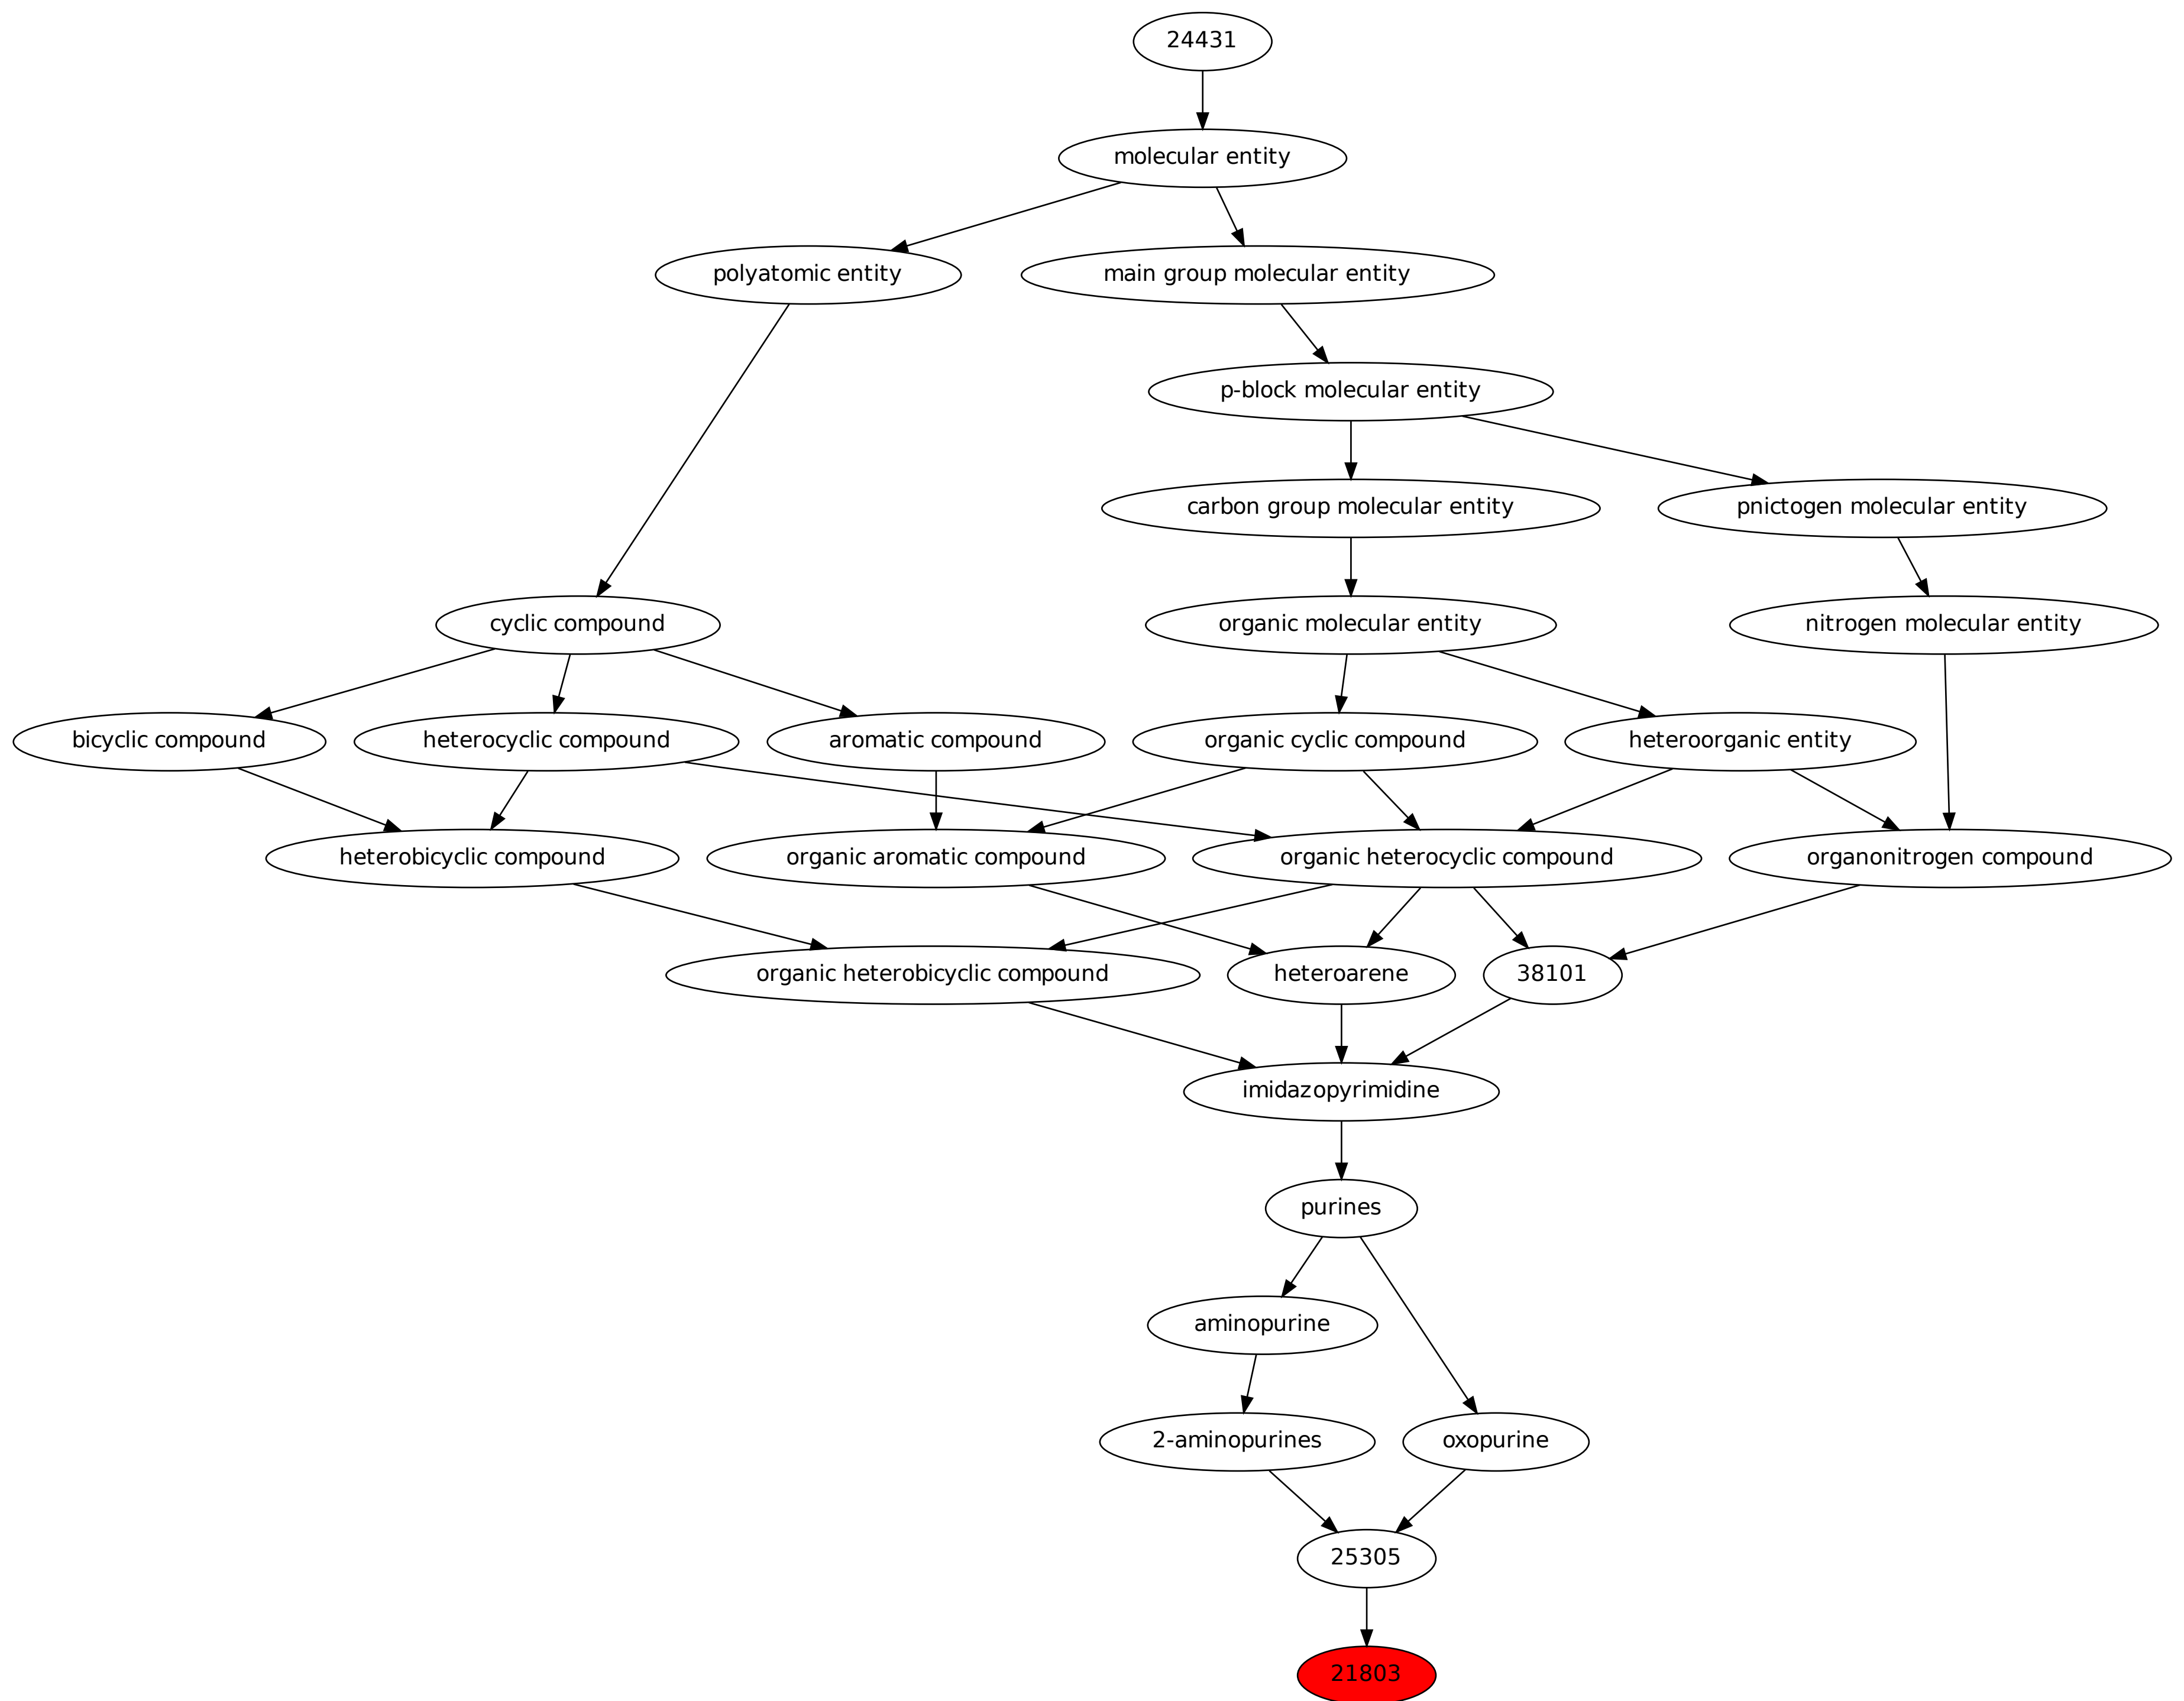 24431
molecular entity
polyatomic entity
main group molecular entity
p-block molecular entity
carbon group molecular entity
pnictogen molecular entity
cyclic compound
organic molecular entity
nitrogen molecular entity
bicyclic compound
heterocyclic compound
aromatic compound
organic cyclic compound
heteroorganic entity
heterobicyclic compound
organic aromatic compound
organic heterocyclic compound
organonitrogen compound
organic heterobicyclic compound
heteroarene
38101
imidazopyrimidine
purines
aminopurine
2-aminopurines
oxopurine
25305
21803